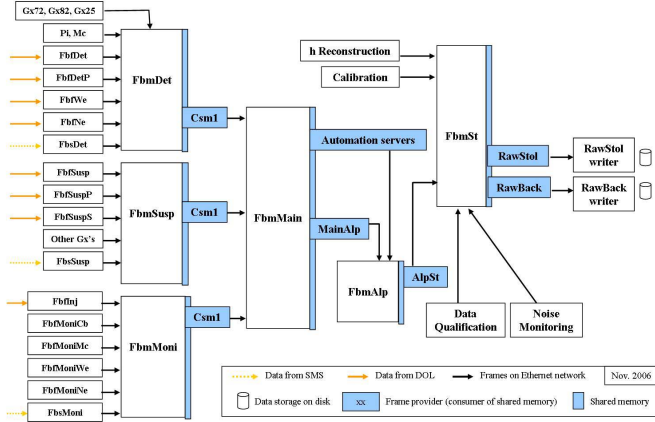 Gx72, Gx82, Gx25
Pi, Mc
FbfDet
FbfDetP
FbfWe
FbfNe
FbsDet
FbmDet
Csm1
FbfSusp
FbfSuspP
FbfSuspS
Other Gx's
FbsSusp
FbmSusp
Csm1
FbfInj
FbfMoniCb
FbfMoniMc
FbfMoniWe
FbfMoniNe
FbsMoni
FbmMoni
Csm1
FbmMain
Automation servers
MainAlp
FbmAlp
AlpSt
h Reconstruction
Calibration
FbmSt
RawStol
RawBack
RawStol
writer
RawBack
writer
Data
Qualification
Noise
Monitoring
Data from SMS
Data from DOL
Frames on Ethernet network
Nov. 2006
Data storage on disk
xx
Frame provider (consumer of shared memory)
Shared memory